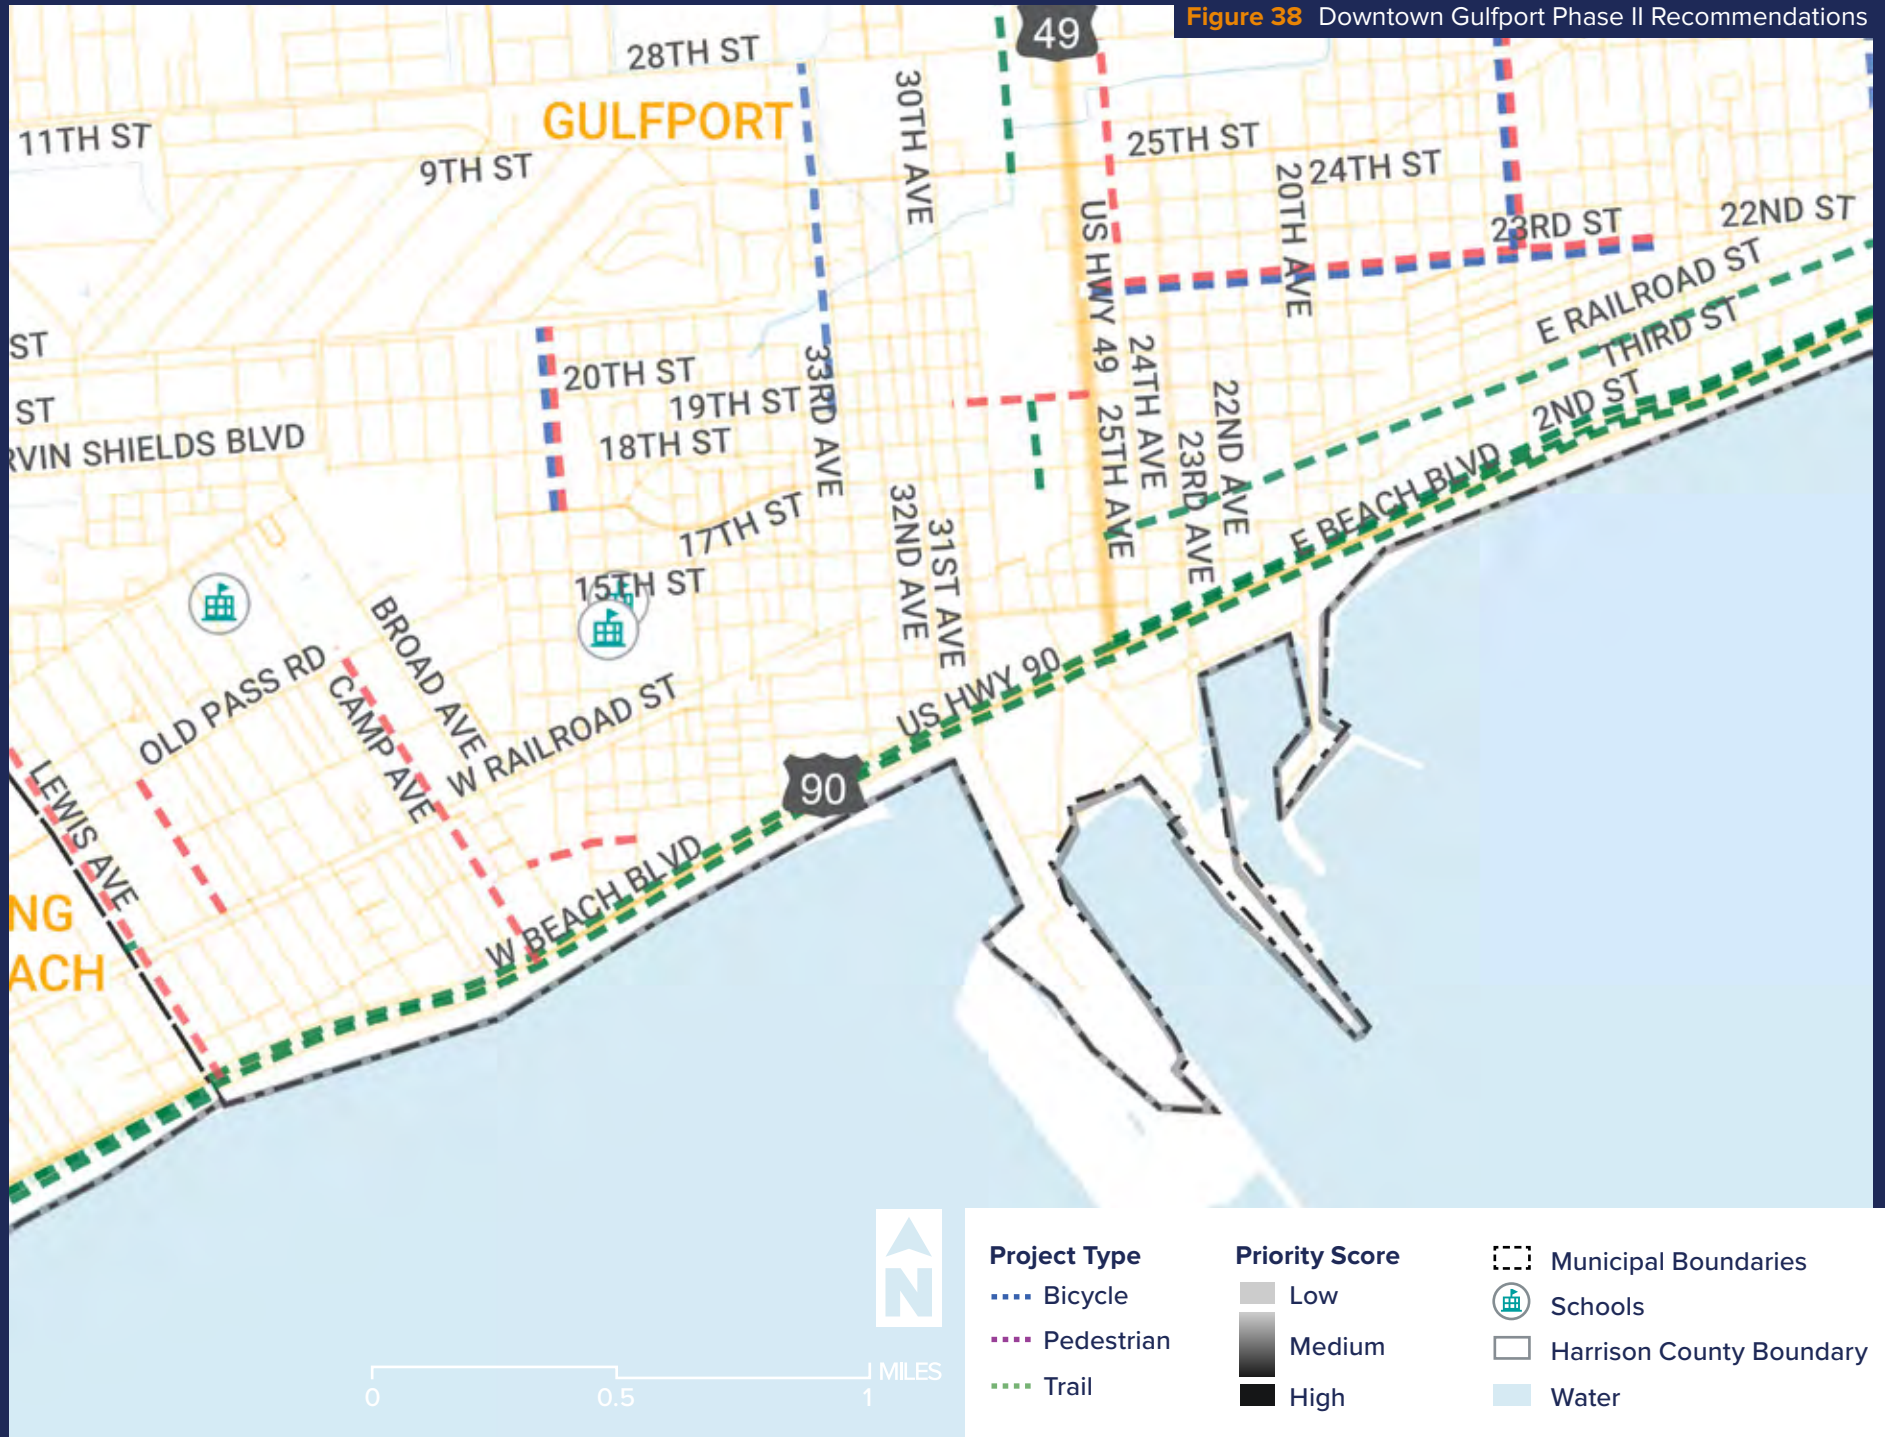 Figure 38 Downtown Gulfport Phase II Recommendations
49
28TH ST
GULFPORT
11TH ST
9TH ST
30TH AVE
25TH ST
24TH ST
20TH AVE
US HWY 49
23RD ST
22ND ST
E RAILROAD ST
THIRD ST
2ND ST
ST
20TH ST
19TH ST
33RD AVE
24TH AVE
22ND AVE
ST
RVIN SHIELDS BLVD
18TH ST
25TH AVE
23RD AVE
E BEACH BLVD
17TH ST
32ND AVE
31ST AVE
15TH ST
BROAD AVE
OLD PASS RD
CAMP AVE
W RAILROAD ST
US HWY 90
LEWIS AVE
90
W BEACH BLVD
NG
ACH
N
MILES
0
0.5
1
Project Type
Bicycle
Pedestrian
Trail
Priority Score
Low
Medium
High
Municipal Boundaries
Schools
Harrison County Boundary
Water